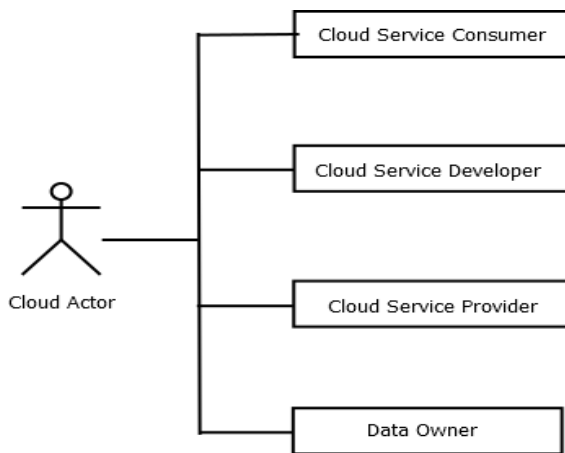 Cloud Service Consumer
Cloud Service Developer
Cloud Actor
Cloud Service Provider
Data Owner